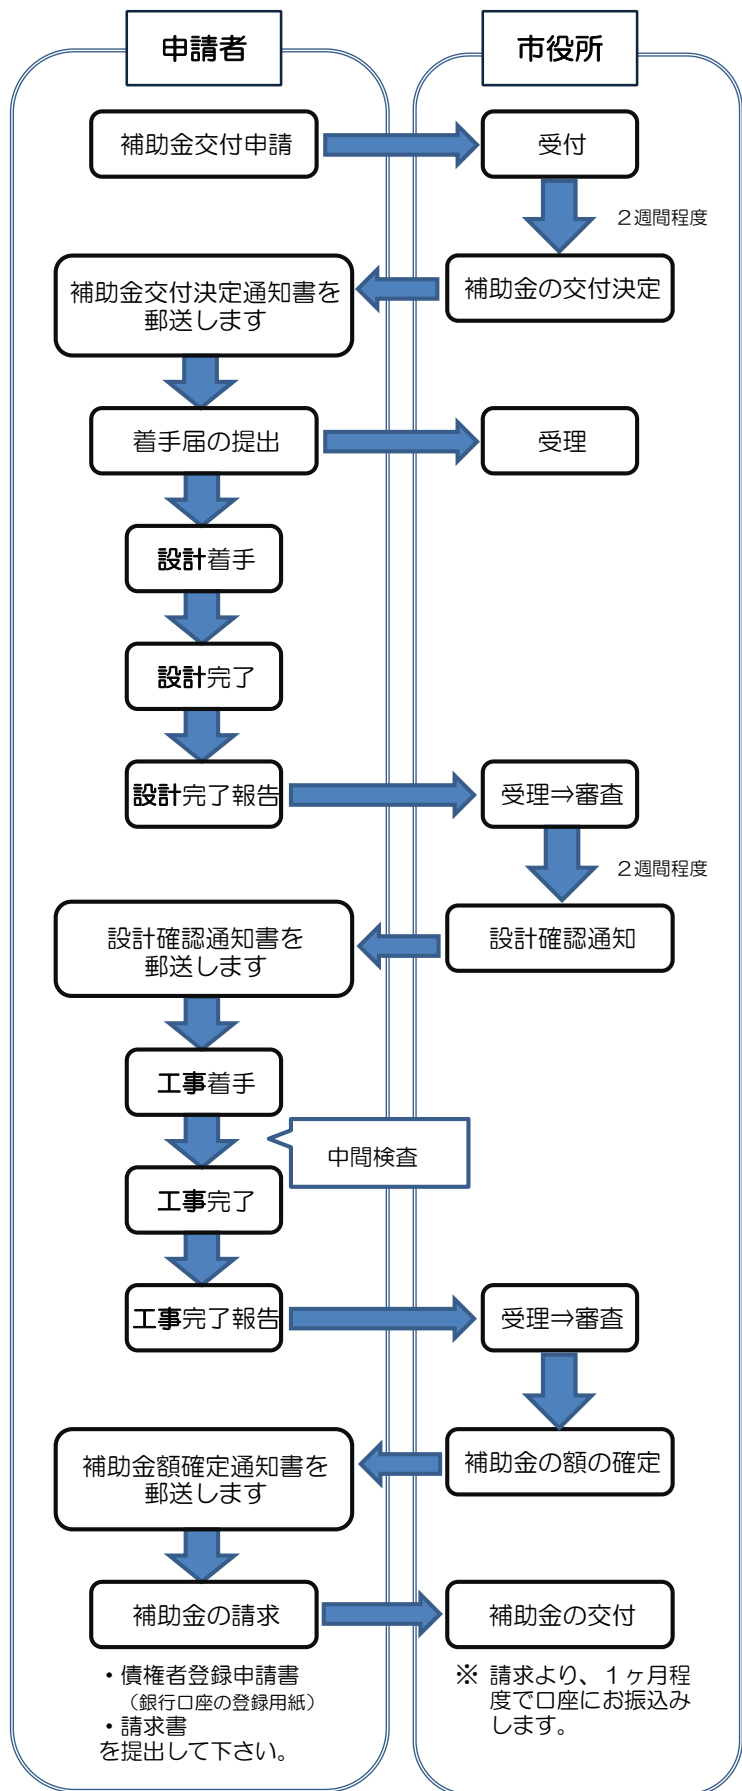 申請者
市役所
補助金交付申請
受付
２週間程度
補助金の交付決定
補助金交付決定通知書を
郵送します
着手届の提出
受理
設計着手
設計完了
設計完了報告
受理⇒審査
２週間程度
設計確認通知
設計確認通知書を
郵送します
工事着手
中間検査
工事完了
工事完了報告
受理⇒審査
補助金の額の確定
補助金額確定通知書を
郵送します
補助金の請求
補助金の交付
・債権者登録申請書
（銀行口座の登録用紙）
・請求書
を提出して下さい。
※ 請求より、１ヶ月程
度で口座にお振込み
します。